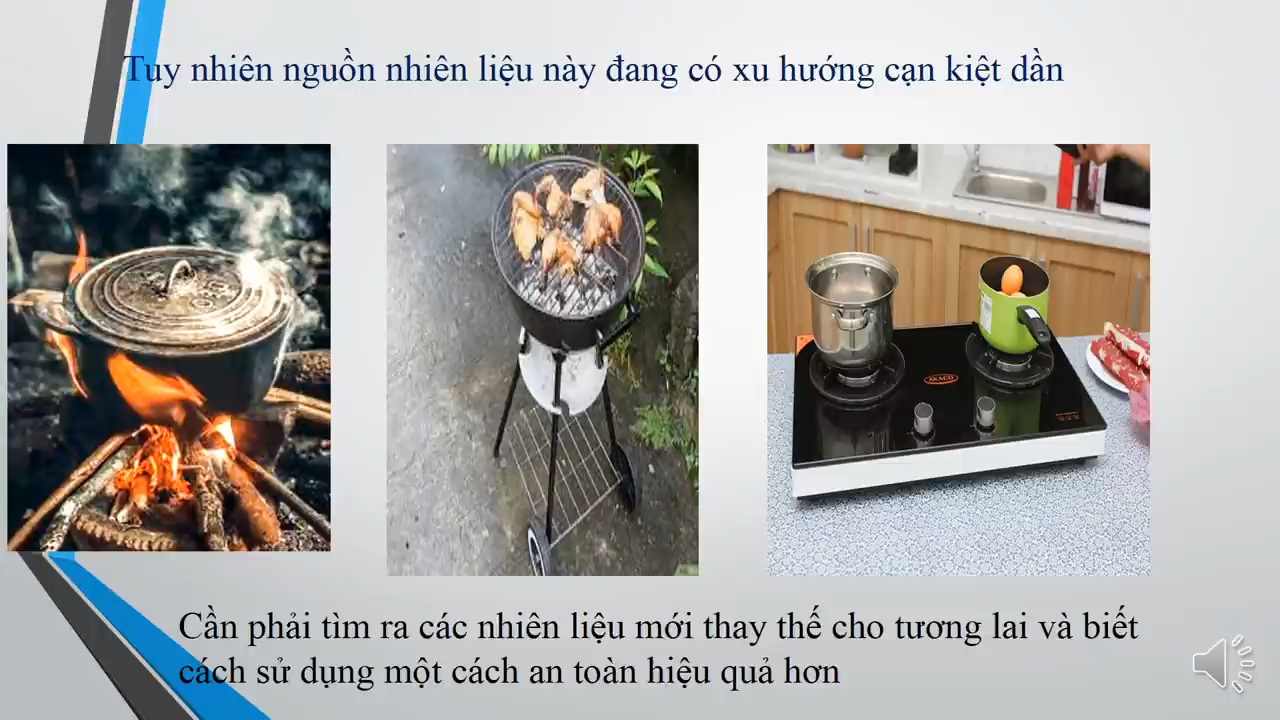 Tuy nhiên nguồn nhiên liệu này đang có xu hướng cạn kiệt dần
AKACO
Cần phải tìm ra các nhiên liệu mới thay thế cho tương lai và biết
cách sử dụng một cách an toàn hiệu quả hơn